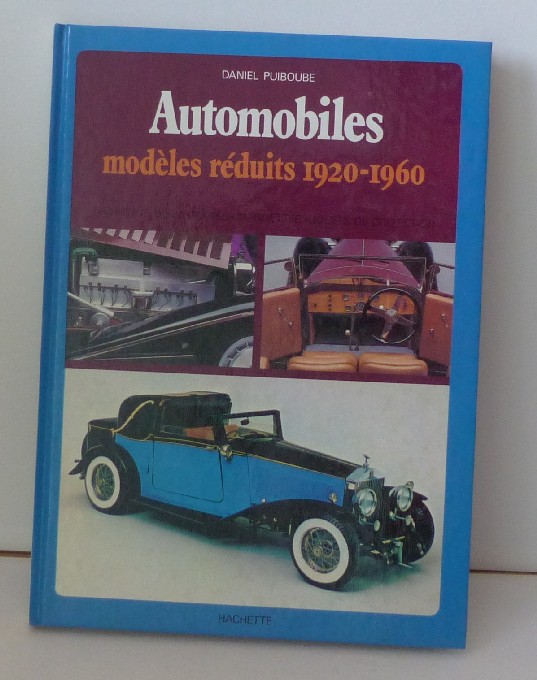 DANIEL PUIBOUBE
Automobiles
modèles réduits 1920-1960
HACHETTE